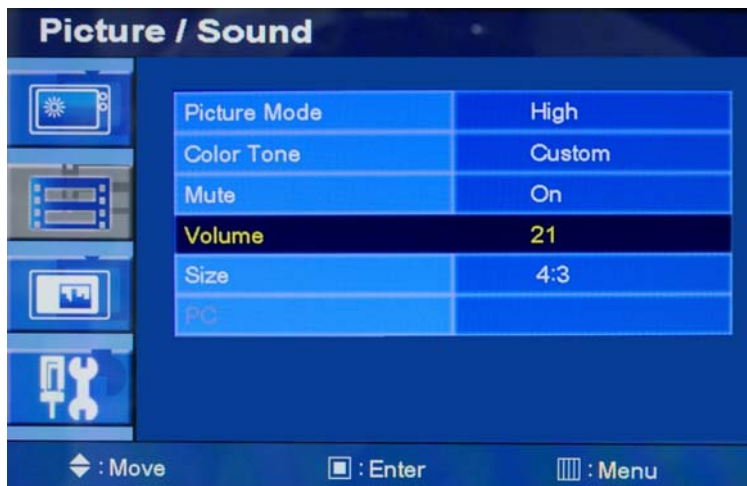 Picture / Sound
Picture Mode High
Color Tone Custom
Mute On
Volume 21
Size 4:3
PC
: Move : Enter : Menu